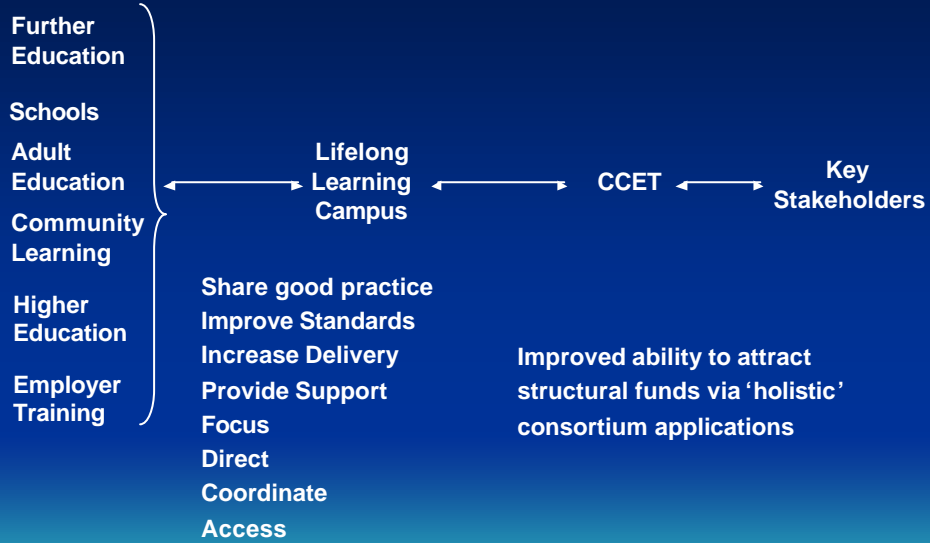 Further
Education
Schools
Adult
Education
Community
Learning
Higher
Education
Employer
Training
Lifelong
Learning
Campus
CCET
Key
Stakeholders
Share good practice
Improve Standards
Increase Delivery
Provide Support
Focus
Direct
Coordinate
Access
Improved ability to attract
structural funds via ‘holistic’
consortium applications